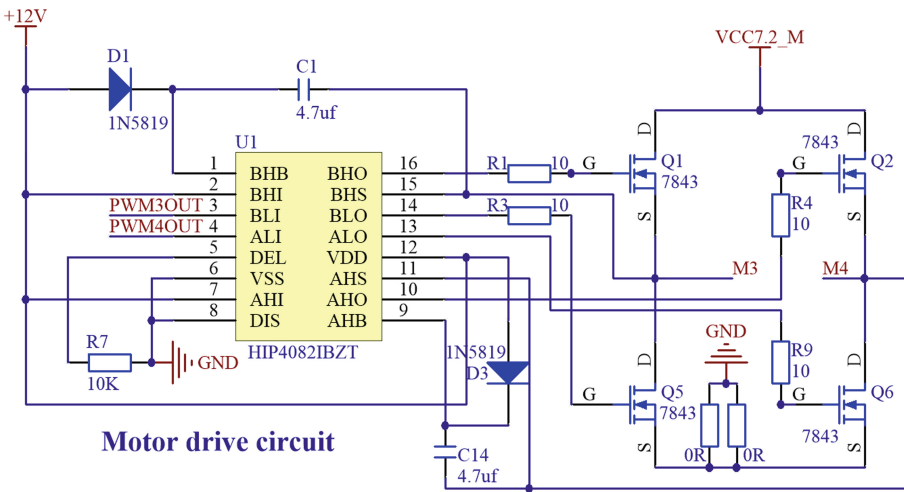 +12V
VCC7.2_M
D1
C1
1N5819
4.7uf
U1
1 BHB BHO 16
2 BHI BHS 15
PWM3OUT 3 BLI BLO 14
PWM4OUT 4 ALI ALO 13
5 DEL VDD 12
6 VSS AHS 11
7 AHI AHO 10
8 DIS AHB 9
HIP4082IBZT
R1 10 G D Q1 7843 S
R3 10
7843 D G Q2 S
R4
10
M3
M4
R7
10K
GND
1N5819
D3
GND
R9
10
G D Q5 7843 S
G D Q6 7843 S
0R 0R
C14
4.7uf
Motor drive circuit